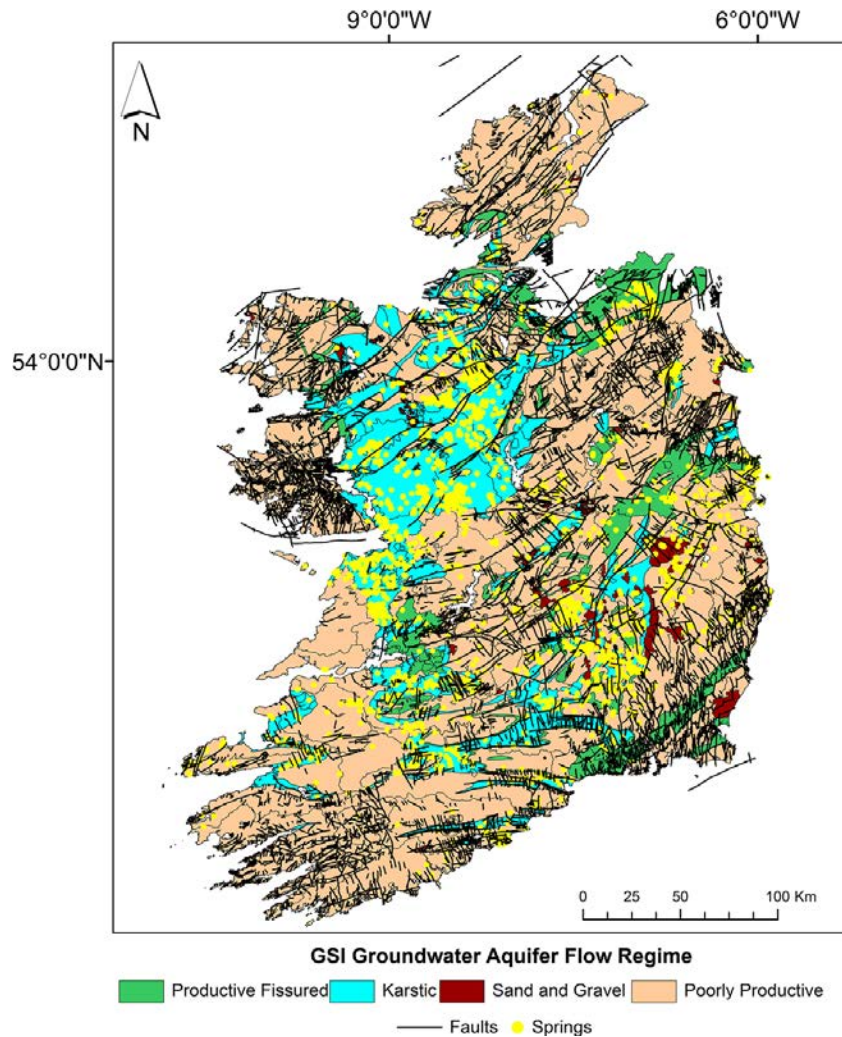 9°0'0"W 6°0'0"W
N
54°0'0"N
0 25 50 100 Km
GSI Groundwater Aquifer Flow Regime
Productive Fissured Karstic Sand and Gravel Poorly Productive
Faults Springs